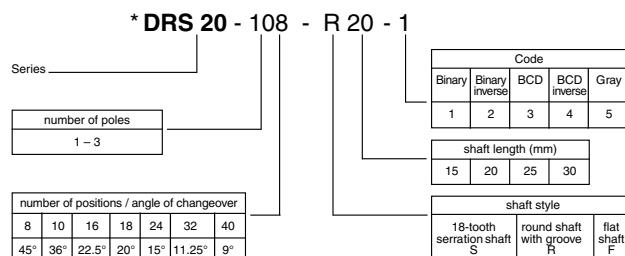 * DRS 20 - 108 - R 20 - 1
Series
number of poles
1 – 3
number of positions / angle of changeover
8 10 16 18 24 32 40
45° 36° 22.5° 20° 15° 11.25° 9°
Code
Binary Binary inverse BCD BCD inverse Gray
1 2 3 4 5
shaft length (mm)
15 20 25 30
shaft style
18-tooth serration shaft S round shaft with groove R flat shaft F